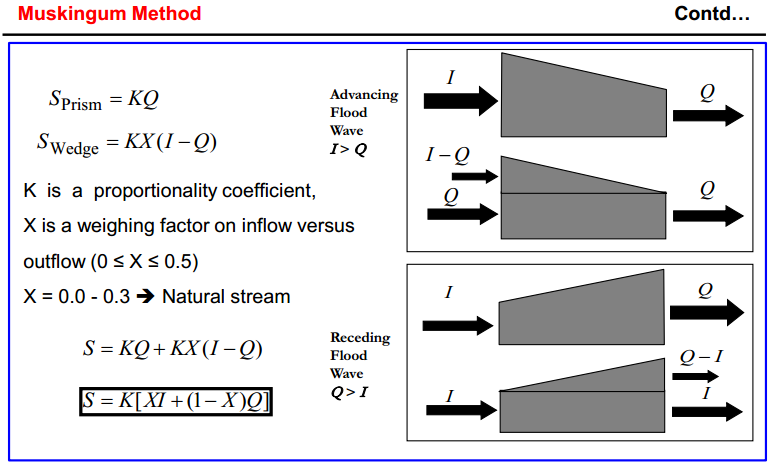 Muskingum Method
Contd…
S_Prism = KQ
S_Wedge = KX(I − Q)
K is a proportionality coefficient,
X is a weighing factor on inflow versus
outflow (0 ≤ X ≤ 0.5)
X = 0.0 - 0.3 ➔ Natural stream
S = KQ + KX(I − Q)
S = K[XI + (1 − X)Q]
Advancing
Flood
Wave
I > Q
I
Q
I − Q
Q
Q
Receding
Flood
Wave
Q > I
I
Q
Q − I
I
I